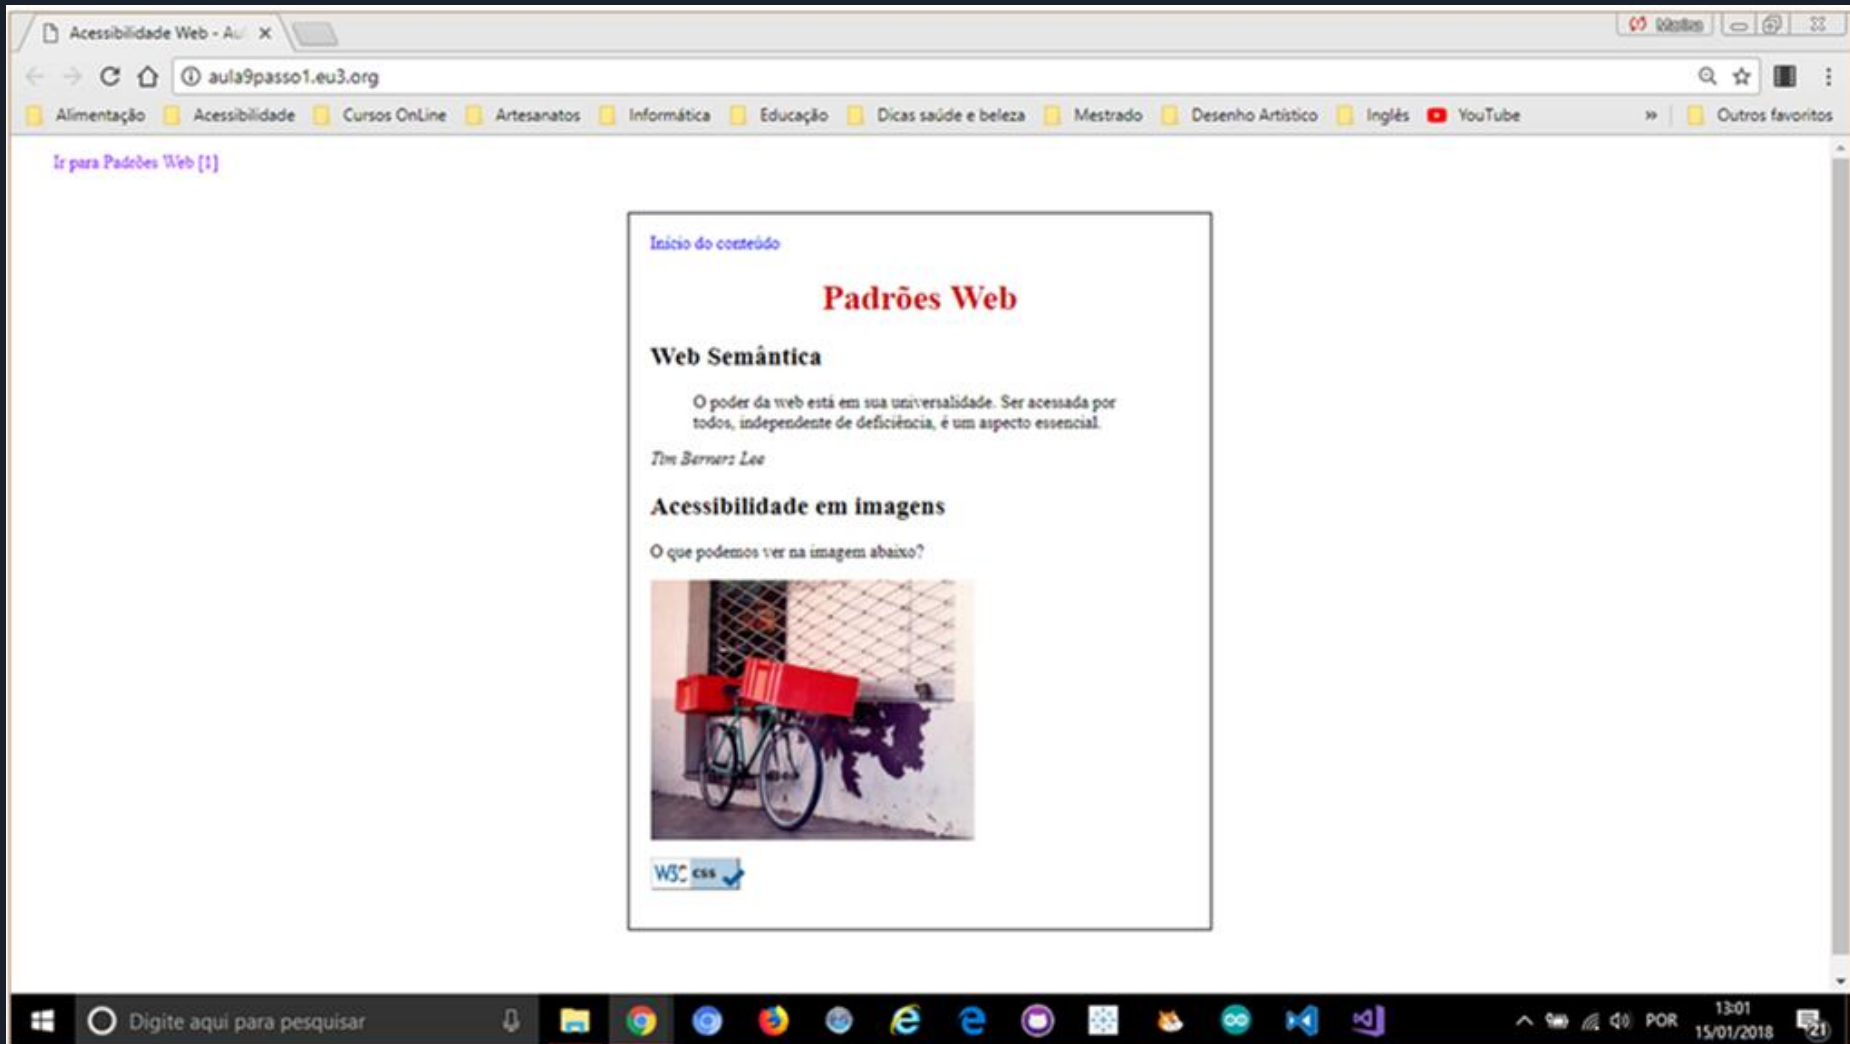 Acessibilidade Web - Au
Marina
aula9passo1.eu3.org
Alimentação Acessibilidade Cursos OnLine Artesanatos Informática Educação Dicas saúde e beleza Mestrado Desenho Artístico Inglês YouTube » Outros favoritos
Ir para Padrões Web [1]
Início do conteúdo
Padrões Web
Web Semântica
O poder da web está em sua universalidade. Ser acessada por
todos, independente de deficiência, é um aspecto essencial.
Tim Berners Lee
Acessibilidade em imagens
O que podemos ver na imagem abaixo?
W3C css
Digite aqui para pesquisar
POR
13:01
15/01/2018
21